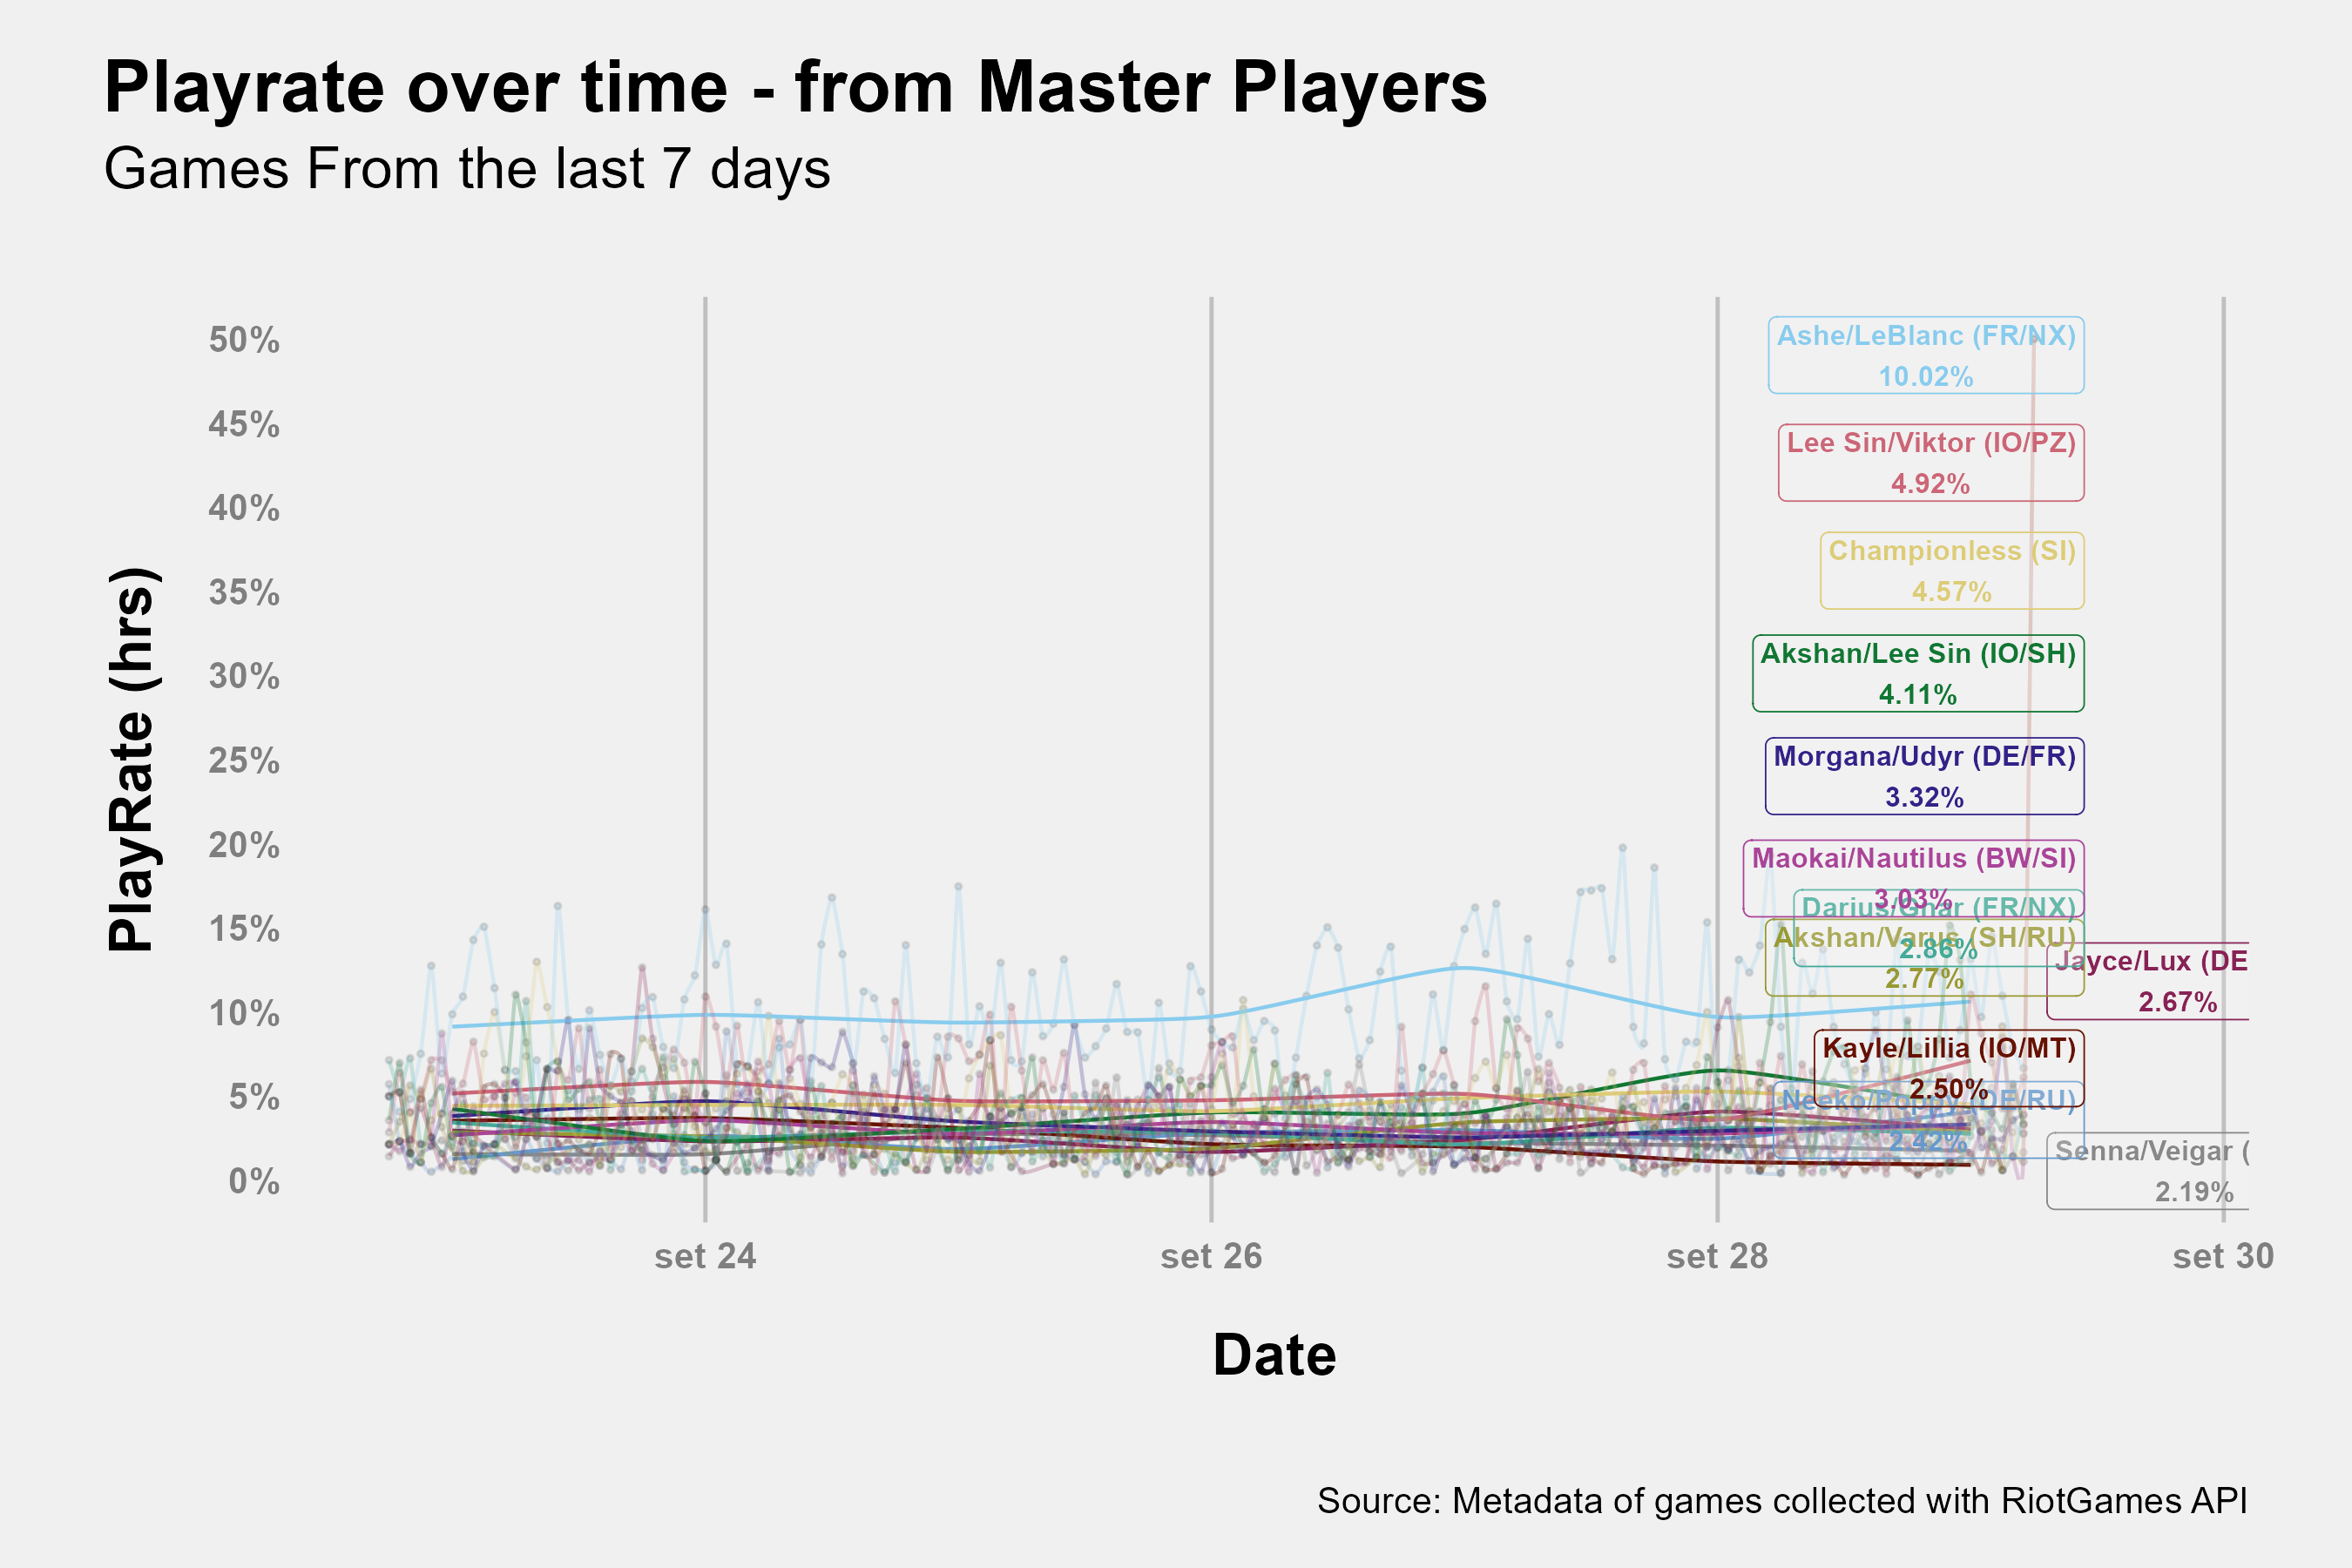 Playrate over time - from Master Players
Games From the last 7 days
PlayRate (hrs)
50%
45%
40%
35%
30%
25%
20%
15%
10%
5%
0%
Ashe/LeBlanc (FR/NX)
10.02%
Lee Sin/Viktor (IO/PZ)
4.92%
Championless (SI)
4.57%
Akshan/Lee Sin (IO/SH)
4.11%
Morgana/Udyr (DE/FR)
3.32%
Maokai/Nautilus (BW/SI)
3.03%
Darius/Gnar (FR/NX)
2.86%
Akshan/Varus (SH/RU)
2.77%
Jayce/Lux (DE
2.67%
Kayle/Lillia (IO/MT)
2.50%
Neeko/Poppy (DE/RU)
2.42%
Senna/Veigar (
2.19%
set 24
set 26
set 28
set 30
Date
Source: Metadata of games collected with RiotGames API